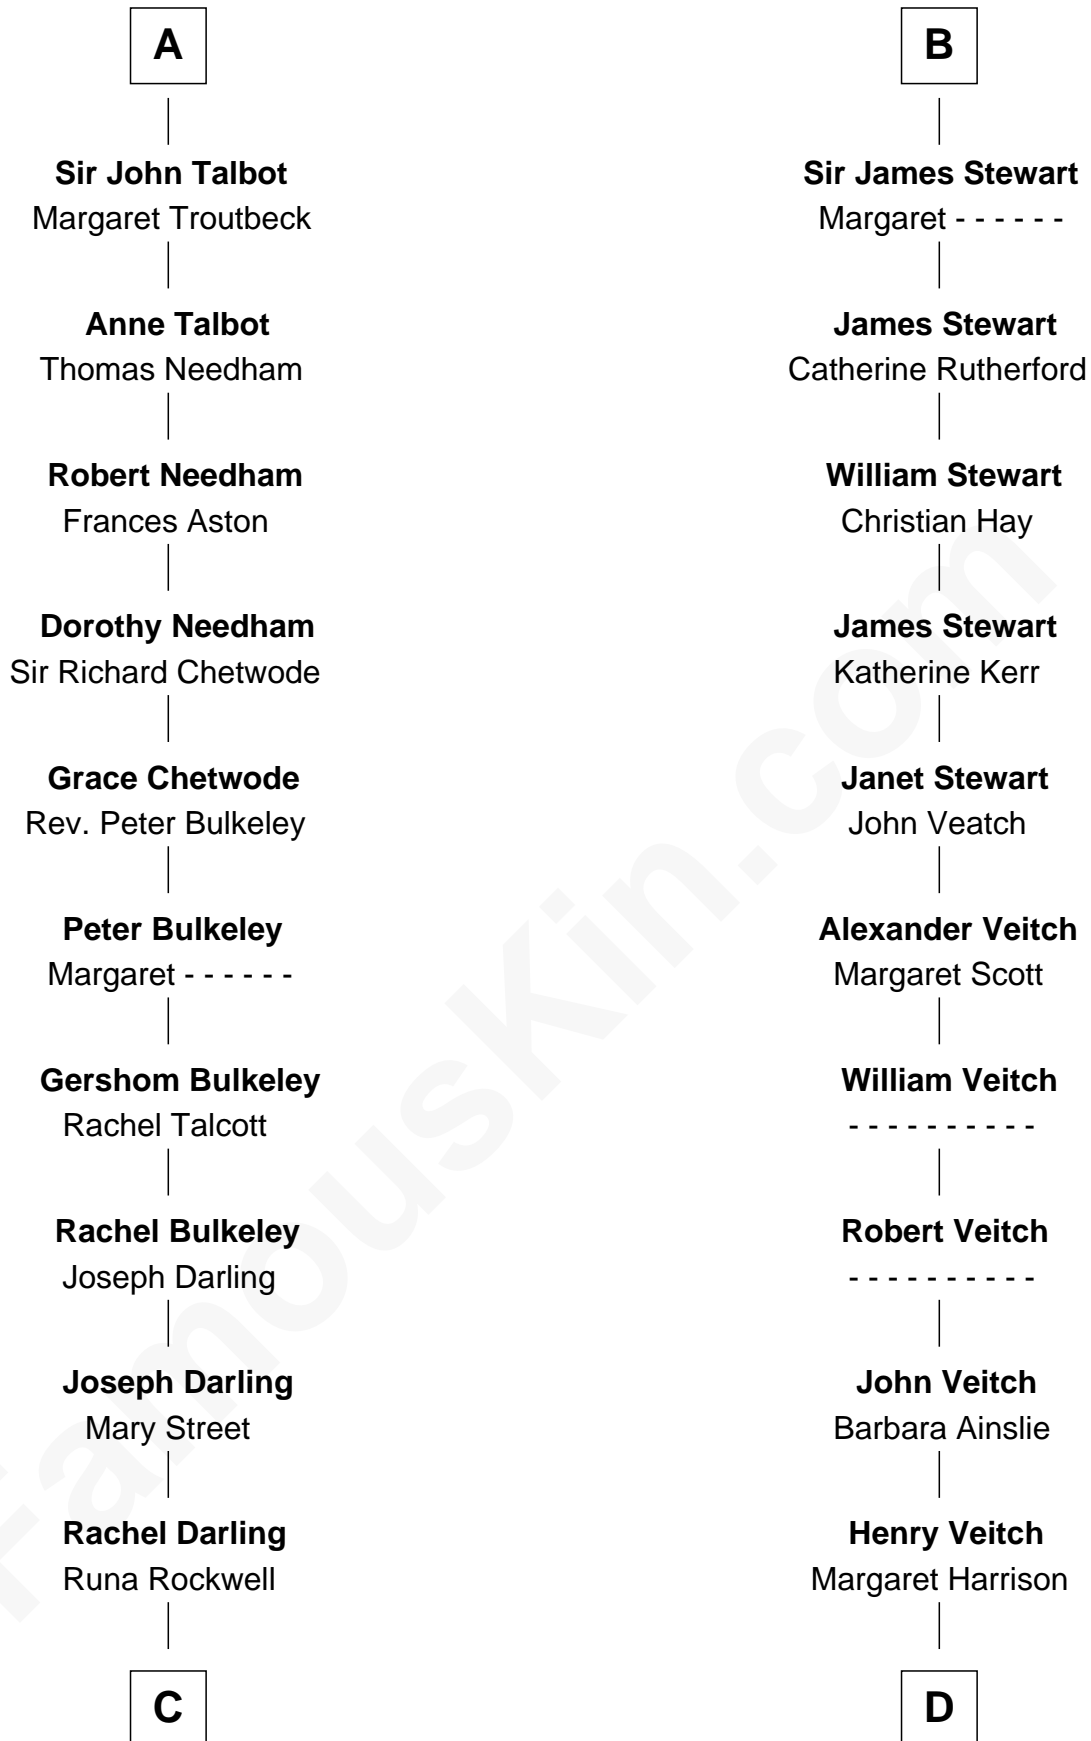 A
Sir John Talbot
Margaret Troutbeck
Anne Talbot
Thomas Needham
Robert Needham
Frances Aston
Dorothy Needham
Sir Richard Chetwode
Grace Chetwode
Rev. Peter Bulkeley
Peter Bulkeley
Margaret - - - - - -
Gershom Bulkeley
Rachel Talcott
Rachel Bulkeley
Joseph Darling
Joseph Darling
Mary Street
Rachel Darling
Runa Rockwell
C
B
Sir James Stewart
Margaret - - - - - -
James Stewart
Catherine Rutherford
William Stewart
Christian Hay
James Stewart
Katherine Kerr
Janet Stewart
John Veatch
Alexander Veitch
Margaret Scott
William Veitch
- - - - - - - - - -
Robert Veitch
- - - - - - - - - -
John Veitch
Barbara Ainslie
Henry Veitch
Margaret Harrison
D
FamousKin.com